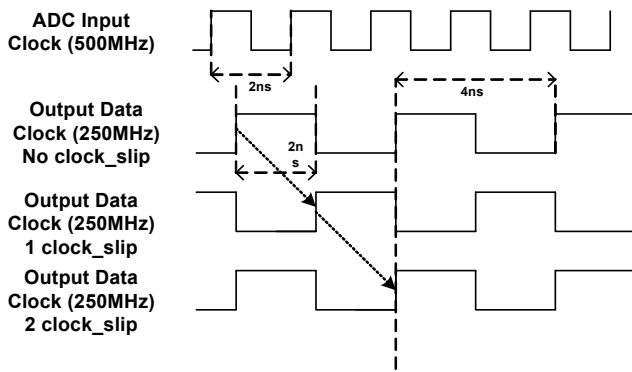 ADC Input
Clock (500MHz)
2ns
4ns
Output Data
Clock (250MHz)
No clock_slip
2n
s
Output Data
Clock (250MHz)
1 clock_slip
Output Data
Clock (250MHz)
2 clock_slip